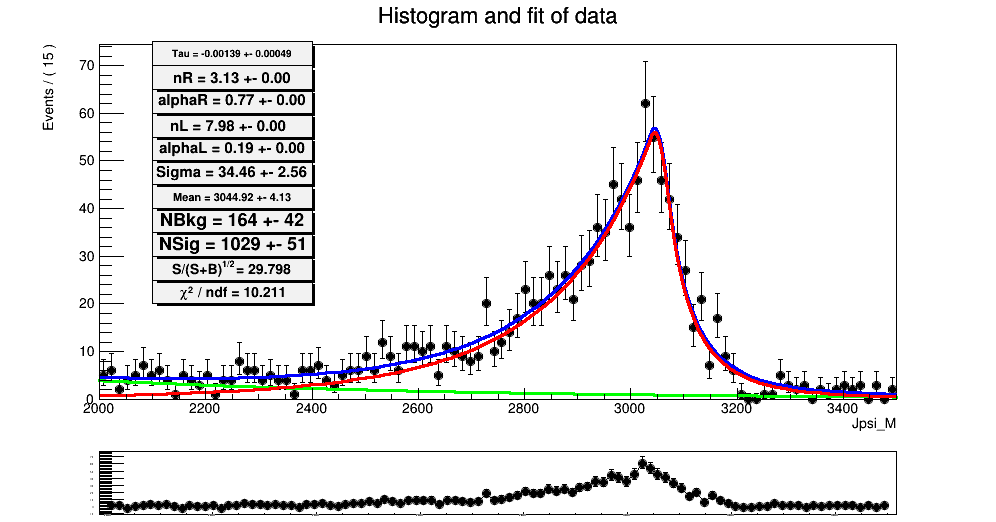 Histogram and fit of data
Events / ( 15 )
Tau = -0.00139 +- 0.00049
nR = 3.13 +- 0.00
alphaR = 0.77 +- 0.00
nL = 7.98 +- 0.00
alphaL = 0.19 +- 0.00
Sigma = 34.46 +- 2.56
Mean = 3044.92 +- 4.13
NBkg = 164 +- 42
NSig = 1029 +- 51
S/(S+B)^1/2 = 29.798
χ² / ndf = 10.211
70
60
50
40
30
20
10
0
2000 2200 2400 2600 2800 3000 3200 3400
Jpsi_M